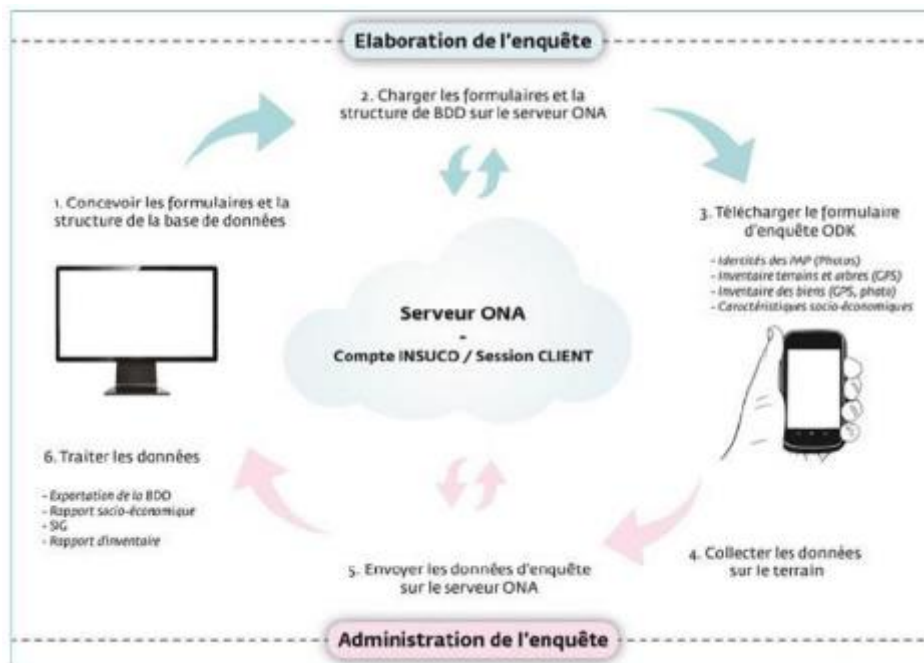 Elaboration de l'enquête
2. Charger les formulaires et la
structure de BDD sur le serveur ONA
1. Concevoir les formulaires et la
structure de la base de données
3. Télécharger le formulaire
d'enquête ODK
- Identités des PAP (Photos)
- Inventaire terrains et arbres (GPS)
- Inventaire des biens (GPS, photo)
- Caractéristiques socio-économiques
Serveur ONA
-
Compte INSUCO / Session CLIENT
6. Traiter les données
- Exportation de la BDD
- Rapport socio-économique
- SIG
- Rapport d'inventaire
4. Collecter les données
sur le terrain
5. Envoyer les données d'enquête
sur le serveur ONA
Administration de l'enquête